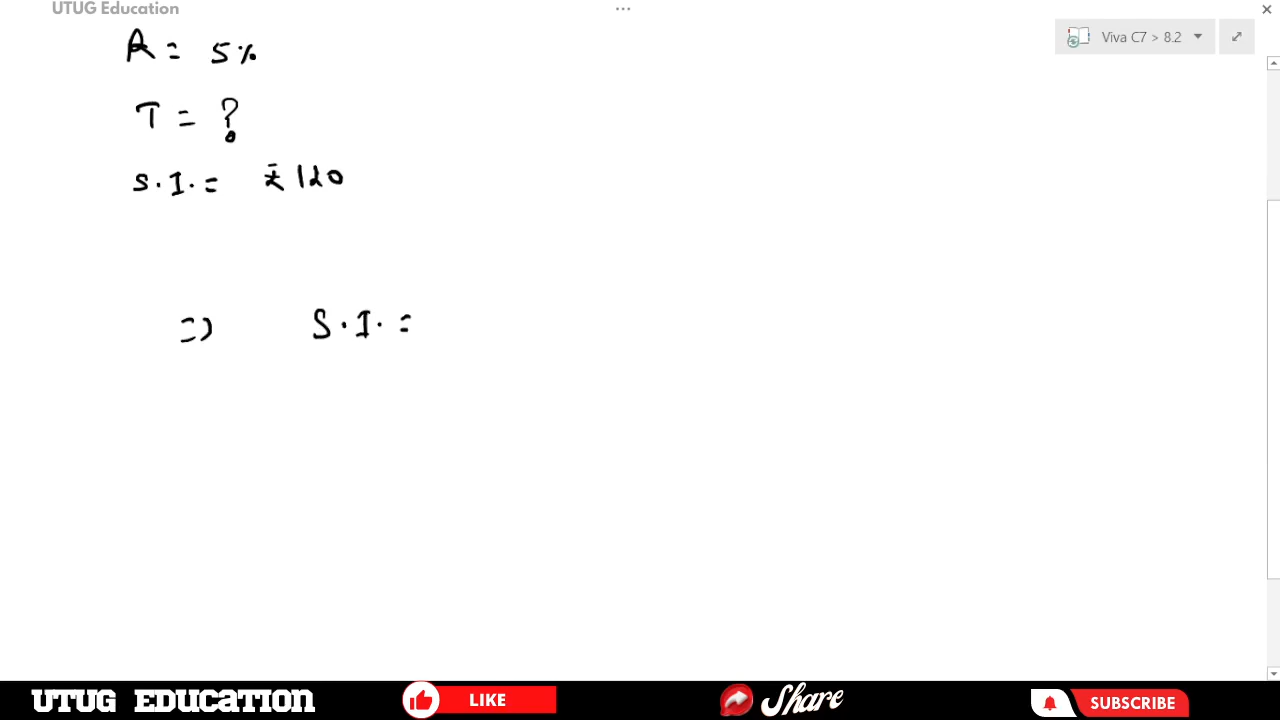 UTUG Education
...
Viva C7 > 8.2
R = 5%
T = ?
S.I. = ₹ 120
=> S.I. =
UTUG EDUCATION LIKE Share SUBSCRIBE